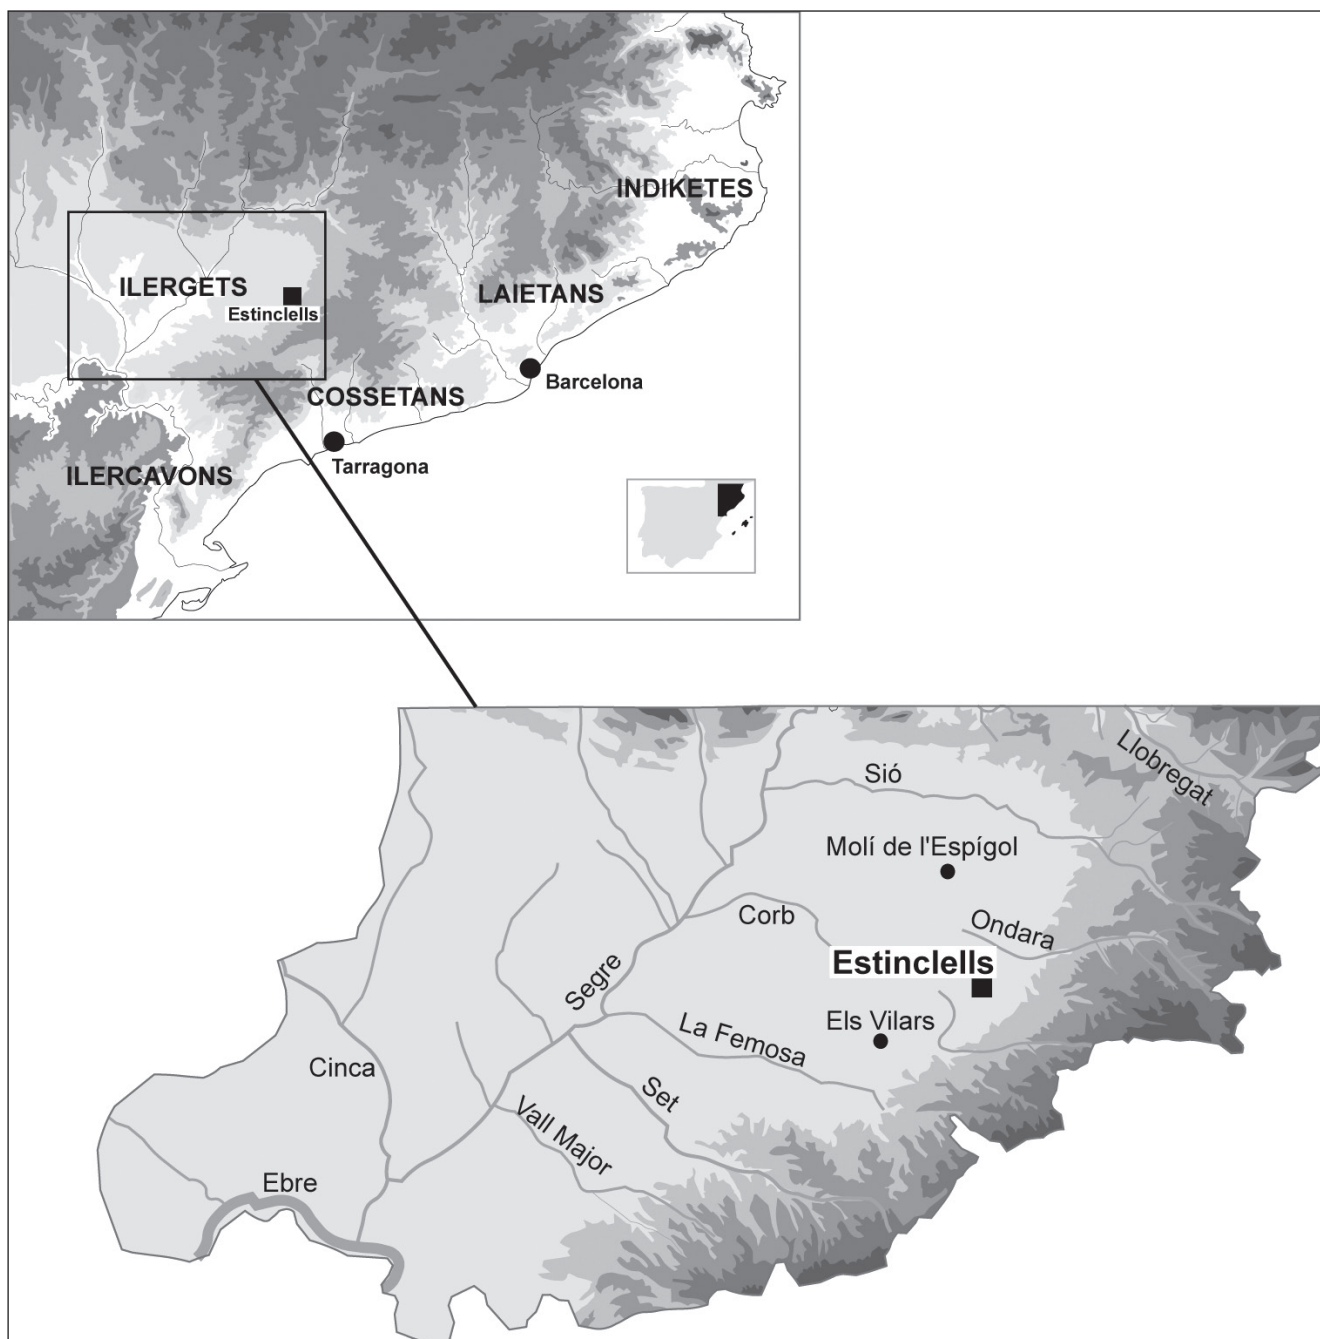 INDIKETES
ILERGETS
Estinclells
LAIETANS
Barcelona
COSSETANS
Tarragona
ILERCAVONS
Llobregat
Sió
Molí de l'Espígol
Corb
Ondara
Estinclells
Segre
Els Vilars
La Femosa
Cinca
Set
Vall Major
Ebre